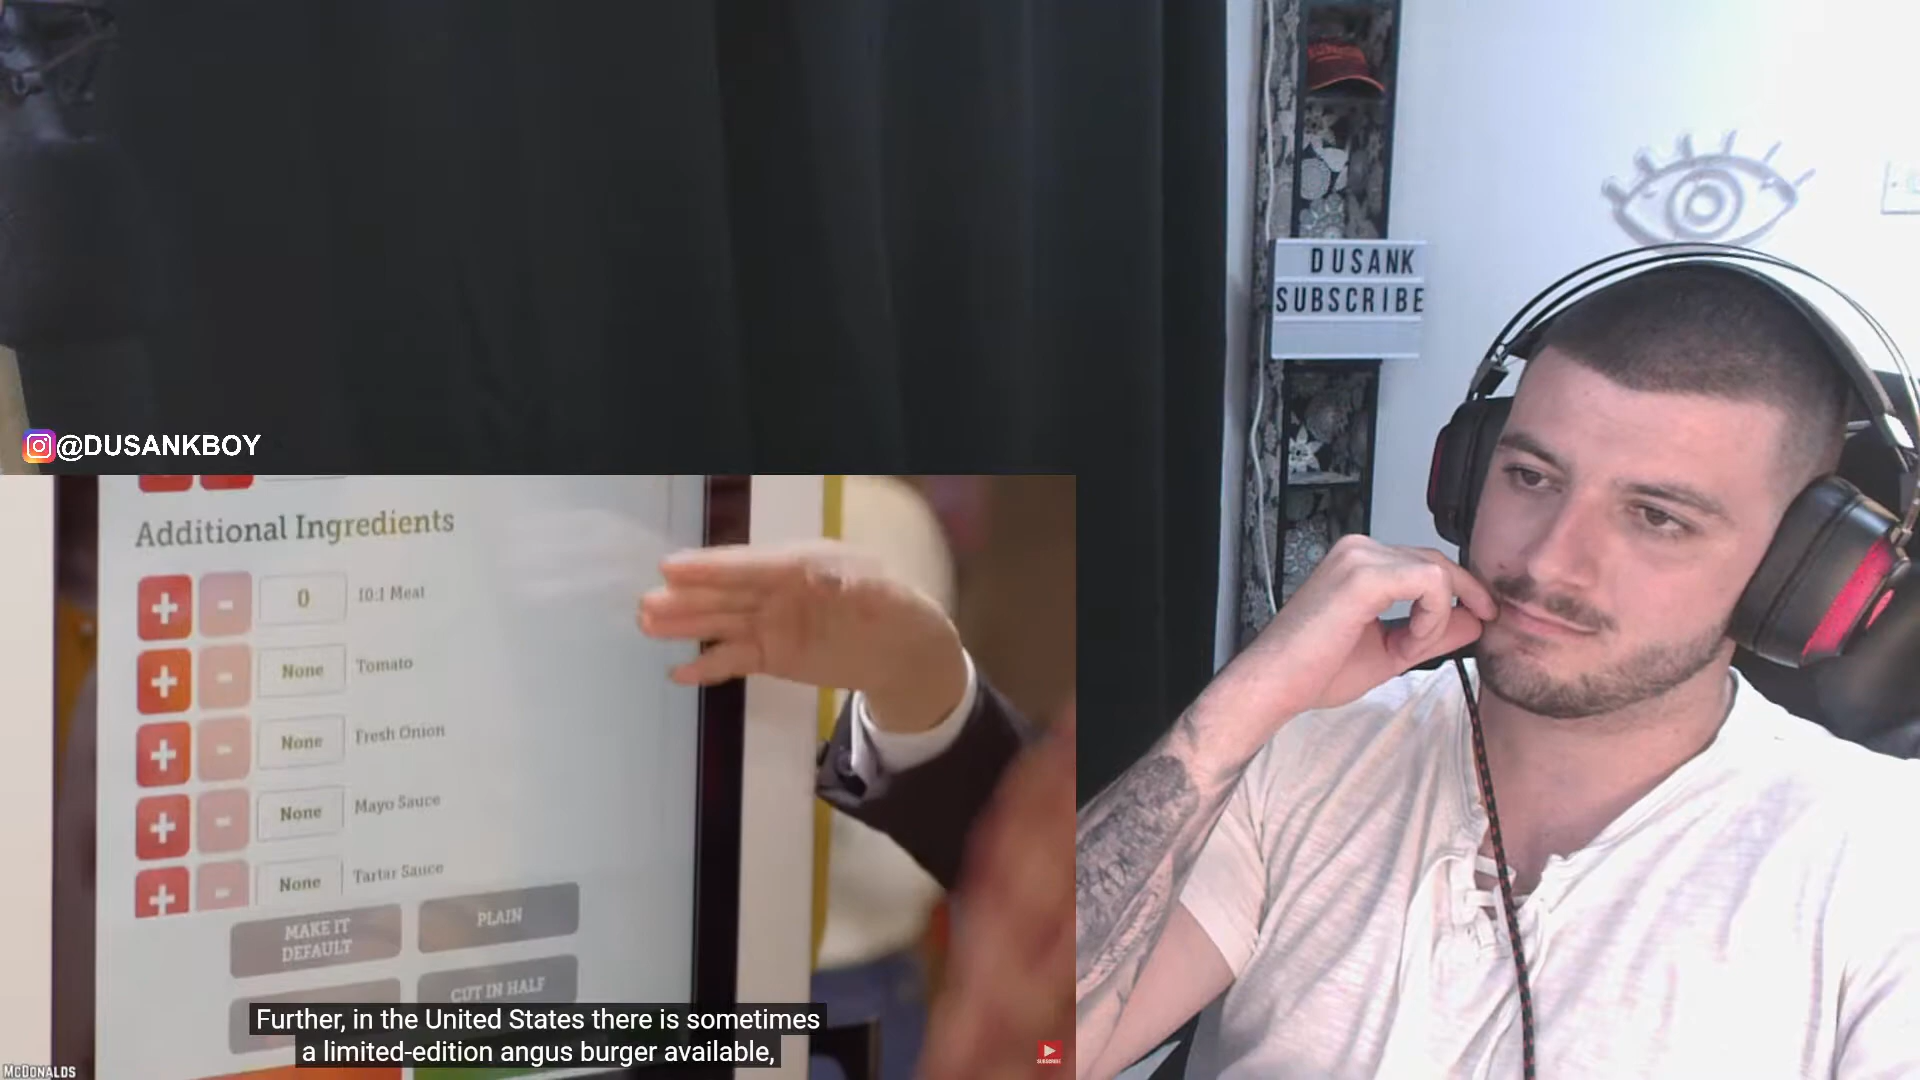 DUSANK
SUBSCRIBE
@DUSANKBOY
Additional Ingredients
+ - 0 10:1 Meat
+ - None Tomato
+ - None Fresh Onion
+ - None Mayo Sauce
+ - None Tartar Sauce
MAKE IT
DEFAULT
PLAIN
CUT IN HALF
Further, in the United States there is sometimes
a limited-edition angus burger available,
MCDONALDS
SUBSCRIBE